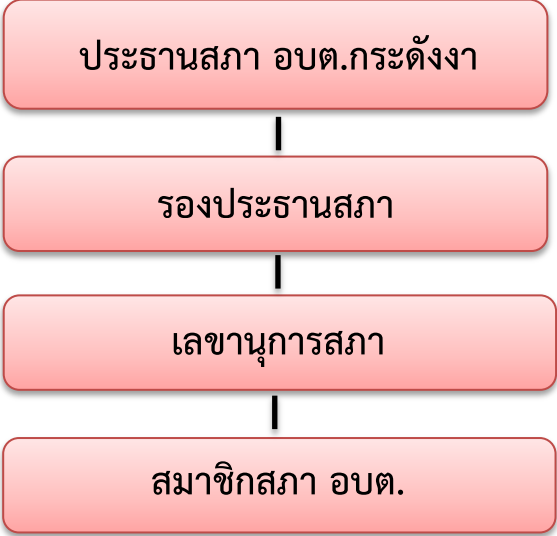 ประธานสภา อบต.กระดังงา
รองประธานสภา
เลขานุการสภา
สมาชิกสภา อบต.